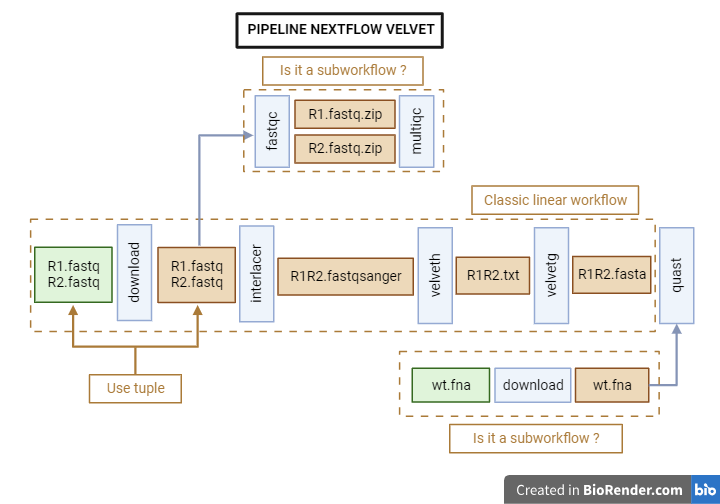 PIPELINE NEXTFLOW VELVET
Is it a subworkflow ?
fastqc
R1.fastq.zip
R2.fastq.zip
multiqc
Classic linear workflow
R1.fastq
R2.fastq
download
R1.fastq
R2.fastq
interlacer
R1R2.fastqsanger
velveth
R1R2.txt
velvetg
R1R2.fasta
quast
Use tuple
wt.fna
download
wt.fna
Is it a subworkflow ?
Created in BioRender.com bio